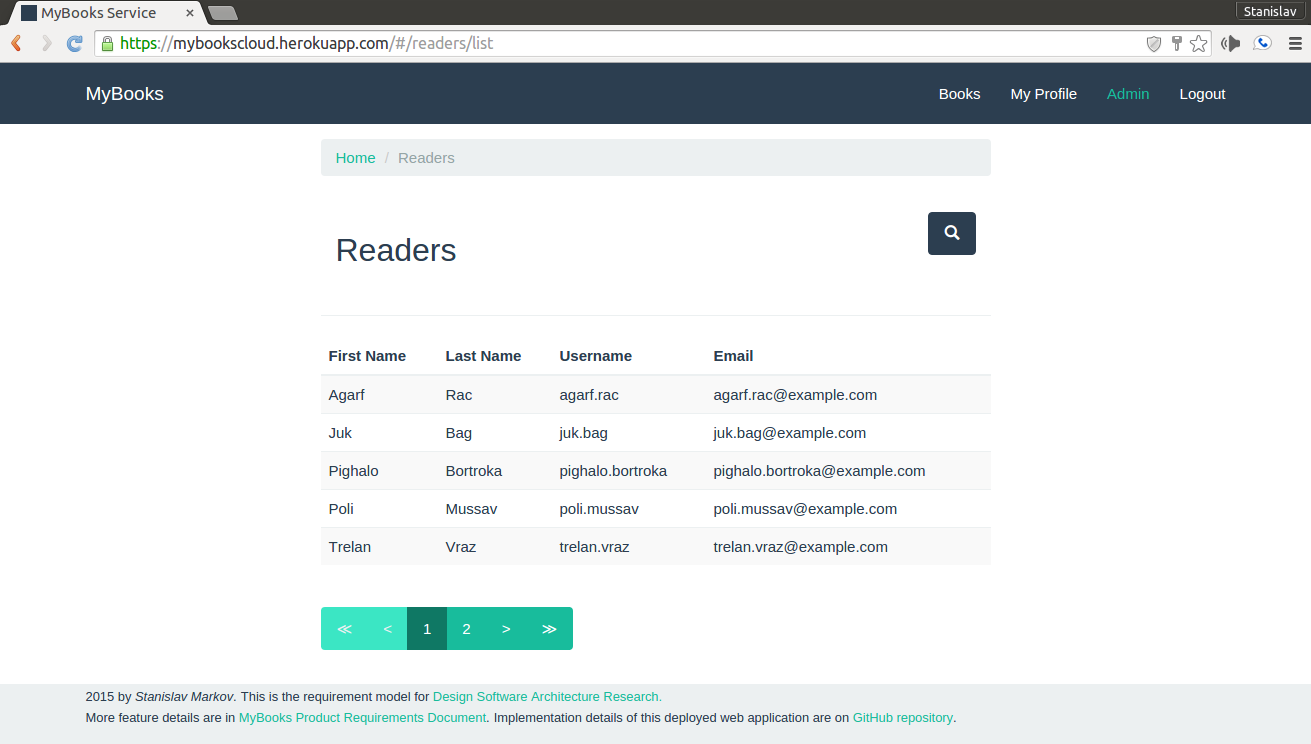 MyBooks Service
Stanislav
https://mybookscloud.herokuapp.com/#/readers/list
MyBooks
Books My Profile Admin Logout
Home / Readers
Readers
First Name Last Name Username Email
Agarf Rac agarf.rac agarf.rac@example.com
Juk Bag juk.bag juk.bag@example.com
Pighalo Bortroka pighalo.bortroka pighalo.bortroka@example.com
Poli Mussav poli.mussav poli.mussav@example.com
Trelan Vraz trelan.vraz trelan.vraz@example.com
≪ < 1 2 > ≫
2015 by Stanislav Markov. This is the requirement model for Design Software Architecture Research.
More feature details are in MyBooks Product Requirements Document. Implementation details of this deployed web application are on GitHub repository.